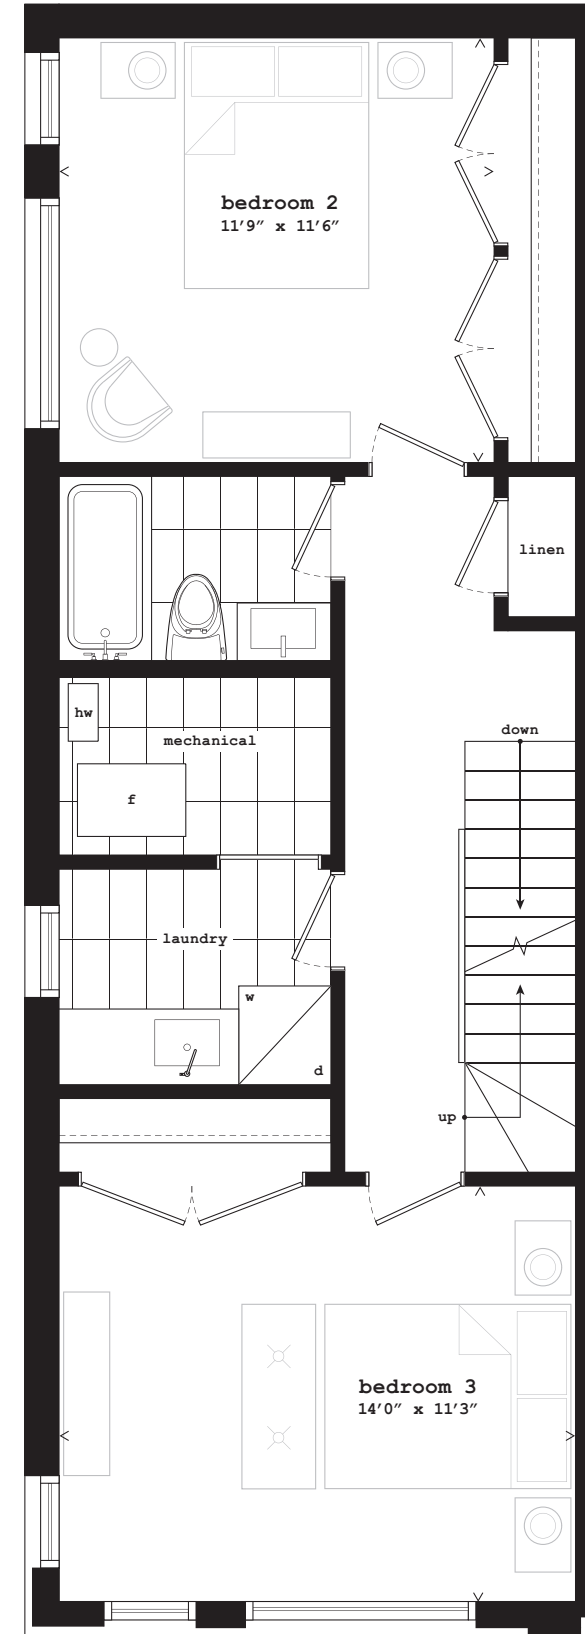 bedroom 2
11’9” x 11’6”
linen
hw
mechanical
down
f
laundry
w
d
up
bedroom 3
14’0” x 11’3”